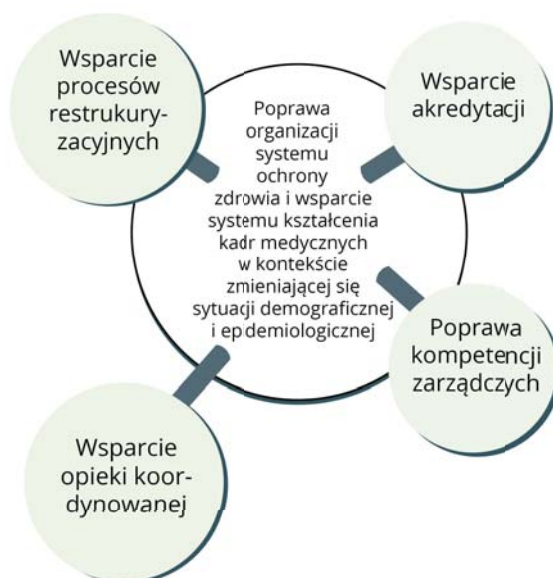 Wsparcie
procesów
restrukury-
zacyjnych
Wsparcie
akredytacji
Poprawa
organizacji
systemu
ochrony
zdrowia i wsparcie
systemu kształcenia
kadr medycznych
w kontekście
zmieniającej się
sytuacji demograficznej
i epidemiologicznej
Poprawa
kompetencji
zarządczych
Wsparcie
opieki koor-
dynowanej